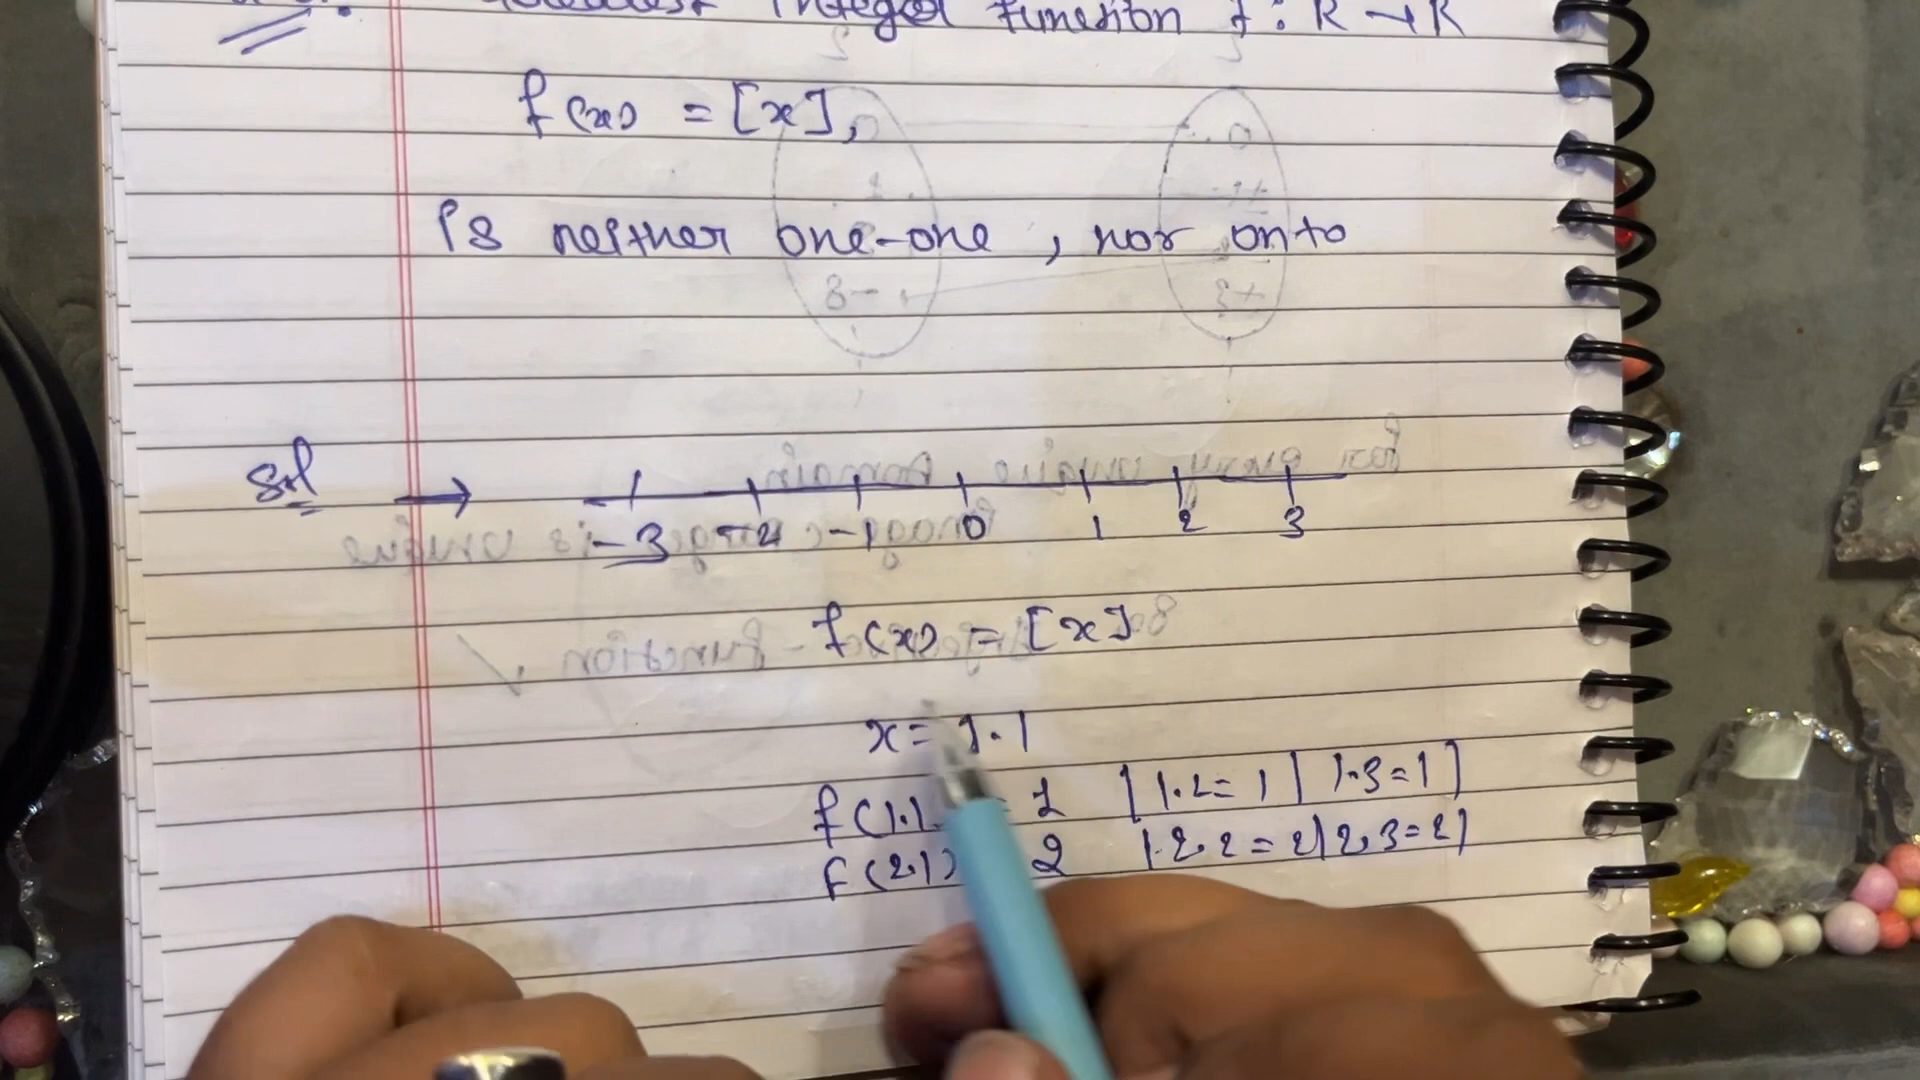 Integer function f : R → R
f(x) = [x],
is neither one-one , nor onto
Sol → -3 -2 -1 0 1 2 3
f(x) = [x]
x = 1.1
f(1.1 = 1 [1.2=1 | 1.3=1]
f(2.1) 2 [2.2=2|2.3=2]